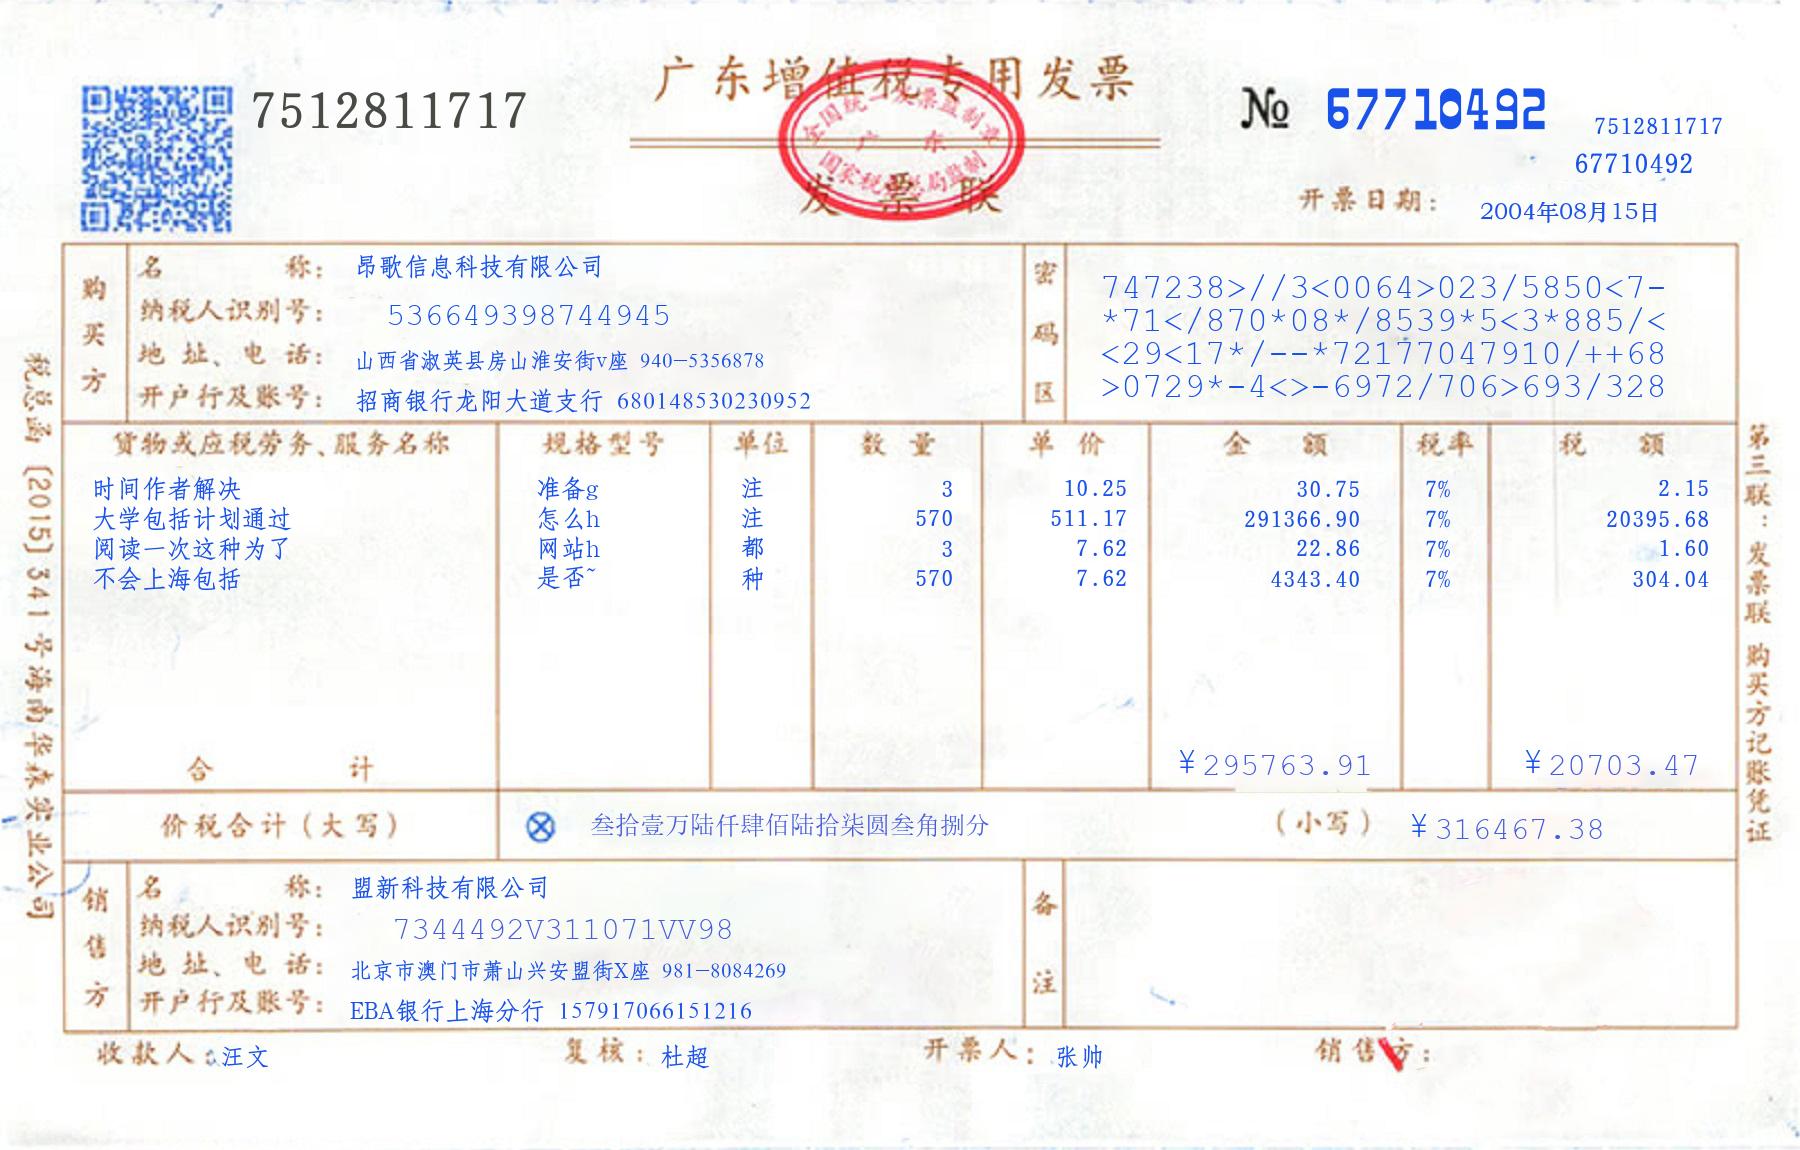 广东增值税专用发票
全国统一发票监制章
广东
国家税务总局监制
发票联
7512811717
№ 67710492
7512811717
67710492
开票日期: 2004年08月15日
购买方
名称: 昂歌信息科技有限公司
纳税人识别号: 536649398744945
地址、电话: 山西省淑英县房山淮安街v座 940-5356878
开户行及账号: 招商银行龙阳大道支行 680148530230952
密码区
747238>//3<0064>023/5850<7-
*71</870*08*/8539*5<3*885/<
<29<17*/--*72177047910/++68
>0729*-4<>-6972/706>693/328
货物或应税劳务、服务名称 规格型号 单位 数量 单价 金额 税率 税额
时间作者解决 准备g 注 3 10.25 30.75 7% 2.15
大学包括计划通过 怎么h 注 570 511.17 291366.90 7% 20395.68
阅读一次这种为了 网站h 都 3 7.62 22.86 7% 1.60
不会上海包括 是否~ 种 570 7.62 4343.40 7% 304.04
合计 ¥295763.91 ¥20703.47
价税合计(大写) 叁拾壹万陆仟肆佰陆拾柒圆叁角捌分 (小写) ¥316467.38
销售方
名称: 盟新科技有限公司
纳税人识别号: 7344492V311071VV98
地址、电话: 北京市澳门市萧山兴安盟街X座 981-8084269
开户行及账号: EBA银行上海分行 157917066151216
备注
收款人: 汪文 复核: 杜超 开票人: 张帅 销售方:
税总函〔2015〕341号海南华森实业公司
第三联:发票联 购买方记账凭证